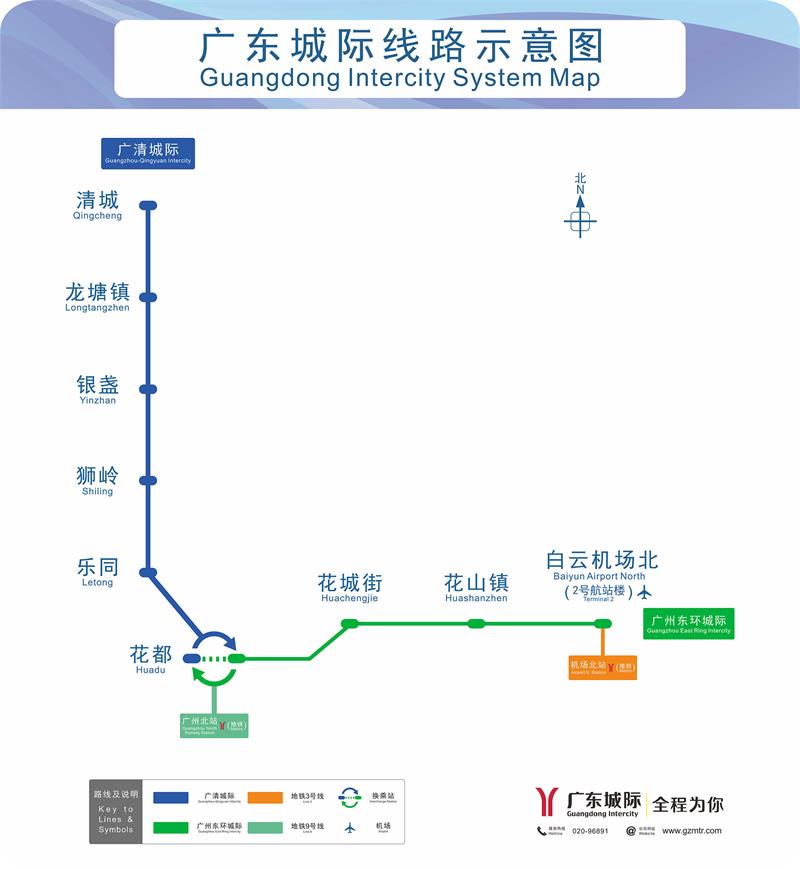 广东城际线路示意图
Guangdong Intercity System Map
广清城际
Guangzhou-Qingyuan Intercity
北
N
清城
Qingcheng
龙塘镇
Longtangzhen
银盏
Yinzhan
狮岭
Shiling
乐同
Letong
花都
Huadu
花城街
Huachengjie
花山镇
Huashanzhen
白云机场北
Baiyun Airport North
(2号航站楼)
Terminal 2
广州东环城际
Guangzhou East Ring Intercity
机场北站 (地铁)
Airport N. Station Metro
广州北站 (地铁)
Guangzhou North Metro
Railway Station
路线及说明
Key to
Lines &
Symbols
广清城际
Guangzhou-Qingyuan Intercity
地铁3号线
Line 3
换乘站
Interchange Station
广州东环城际
Guangzhou East Ring Intercity
地铁9号线
Line 9
机场
Airport
广东城际
Guangdong Intercity
全程为你
服务热线
Hotline
020-96891
Website
www.gzmtr.com